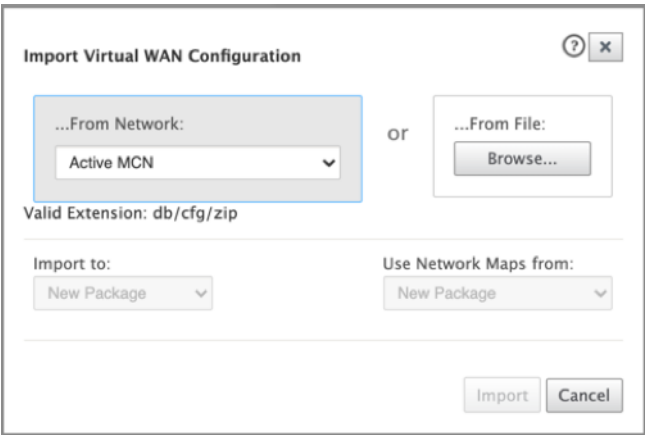 Import Virtual WAN Configuration
? ×
...From Network:
Active MCN
or
...From File:
Browse...
Valid Extension: db/cfg/zip
Import to:
New Package
Use Network Maps from:
New Package
Import
Cancel